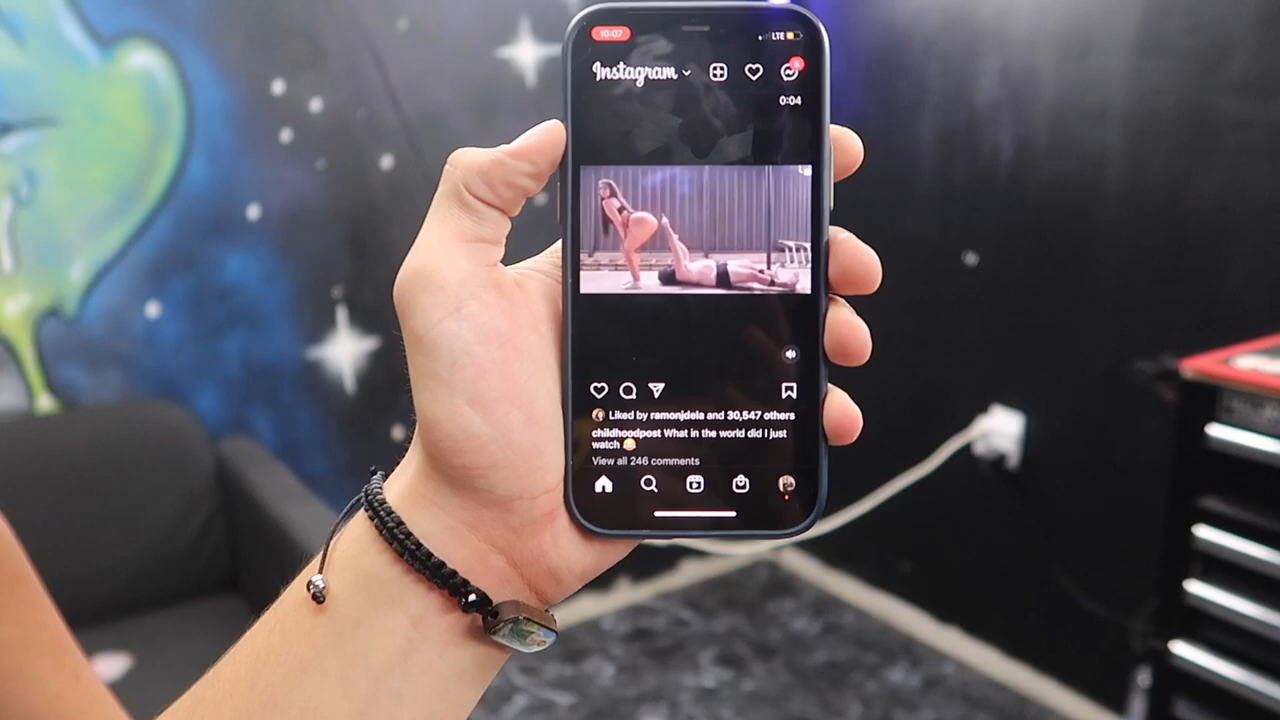 10:07
LTE
Instagram
5
0:04
Liked by ramonjdela and 30,547 others
childhoodpost What in the world did I just
watch 😂
View all 246 comments